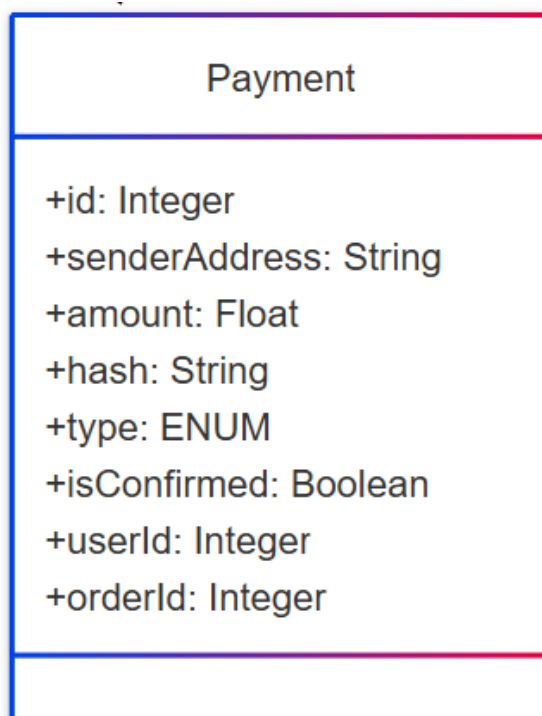 Payment
+id: Integer
+senderAddress: String
+amount: Float
+hash: String
+type: ENUM
+isConfirmed: Boolean
+userId: Integer
+orderId: Integer